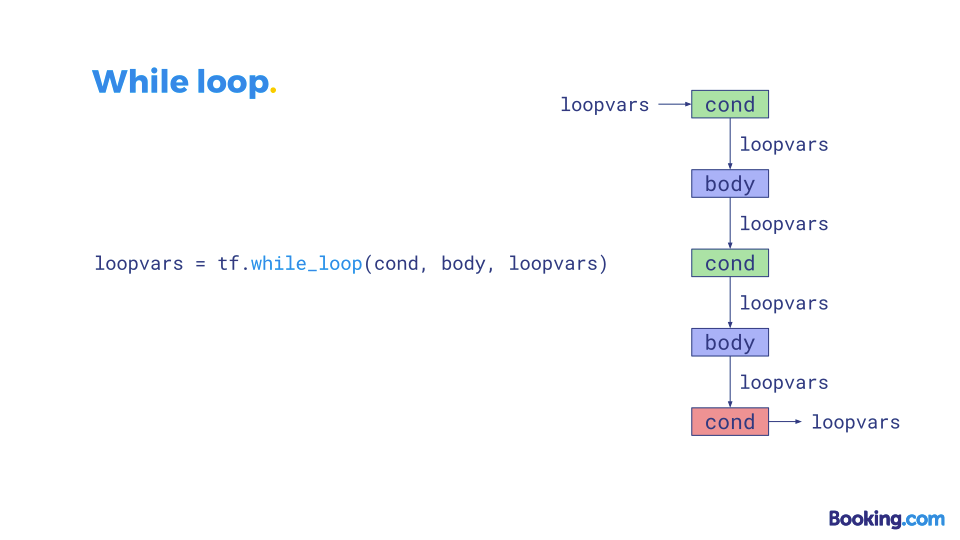 While loop.
loopvars = tf.while_loop(cond, body, loopvars)
loopvars
cond
loopvars
body
loopvars
cond
loopvars
body
loopvars
cond
loopvars
Booking.com